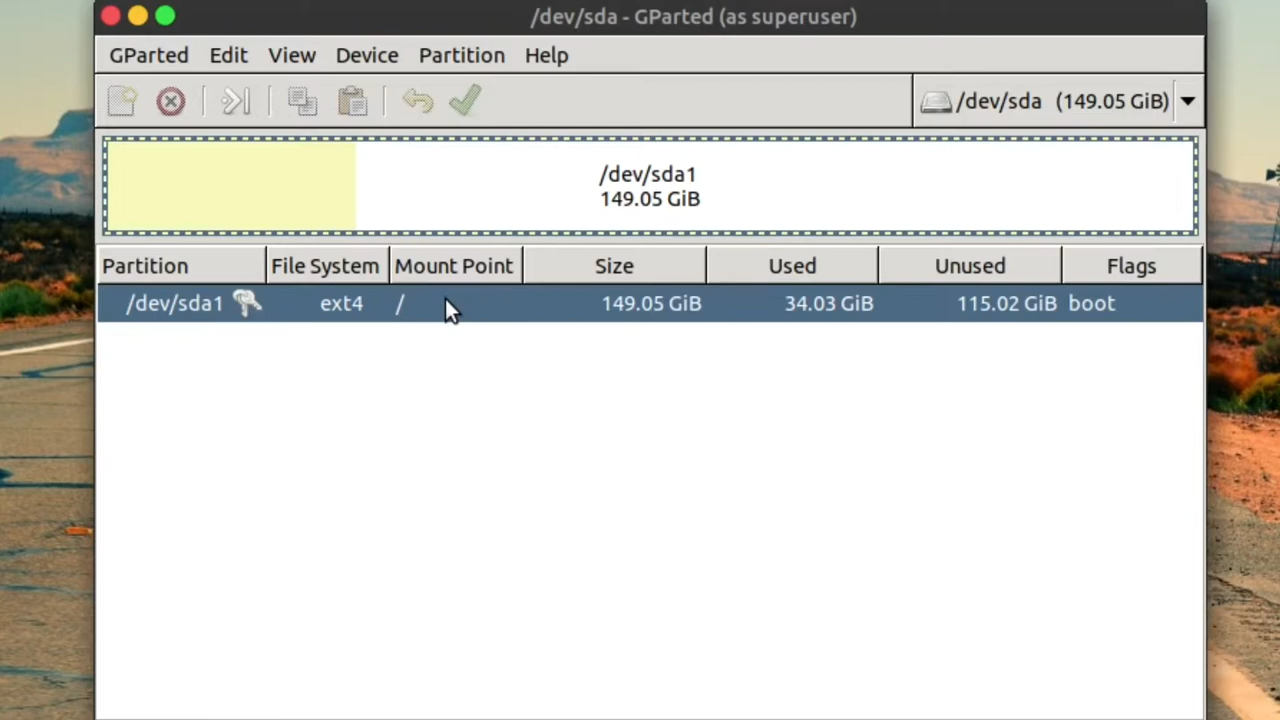 /dev/sda - GParted (as superuser)
GParted Edit View Device Partition Help
/dev/sda (149.05 GiB)
/dev/sda1
149.05 GiB
Partition File System Mount Point Size Used Unused Flags
/dev/sda1 ext4 / 149.05 GiB 34.03 GiB 115.02 GiB boot